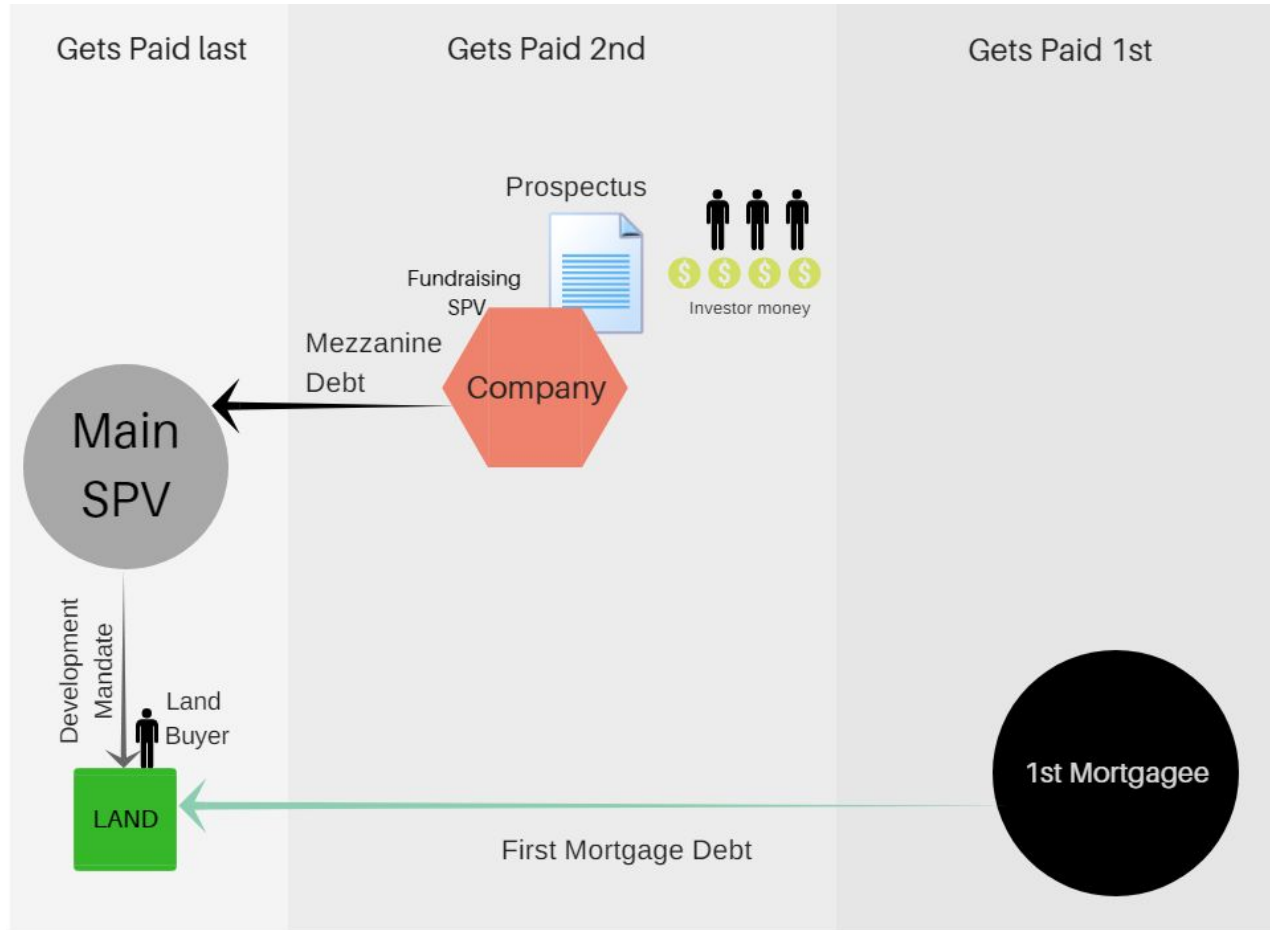 Gets Paid last
Gets Paid 2nd
Gets Paid 1st
Prospectus
Fundraising
SPV
Investor money
Mezzanine
Debt
Company
Main
SPV
Development
Mandate
Land
Buyer
LAND
1st Mortgagee
First Mortgage Debt